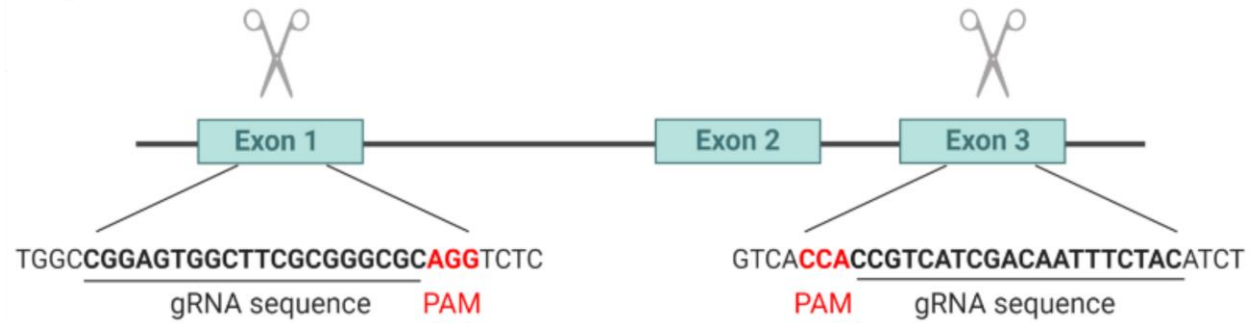 Exon 1 Exon 2 Exon 3
TGGCCGGAGTGGCTTCGCGGGCGCAGGTCTC GTCACCACCGTCATCGACAATTTCTACATCT
gRNA sequence PAM PAM gRNA sequence